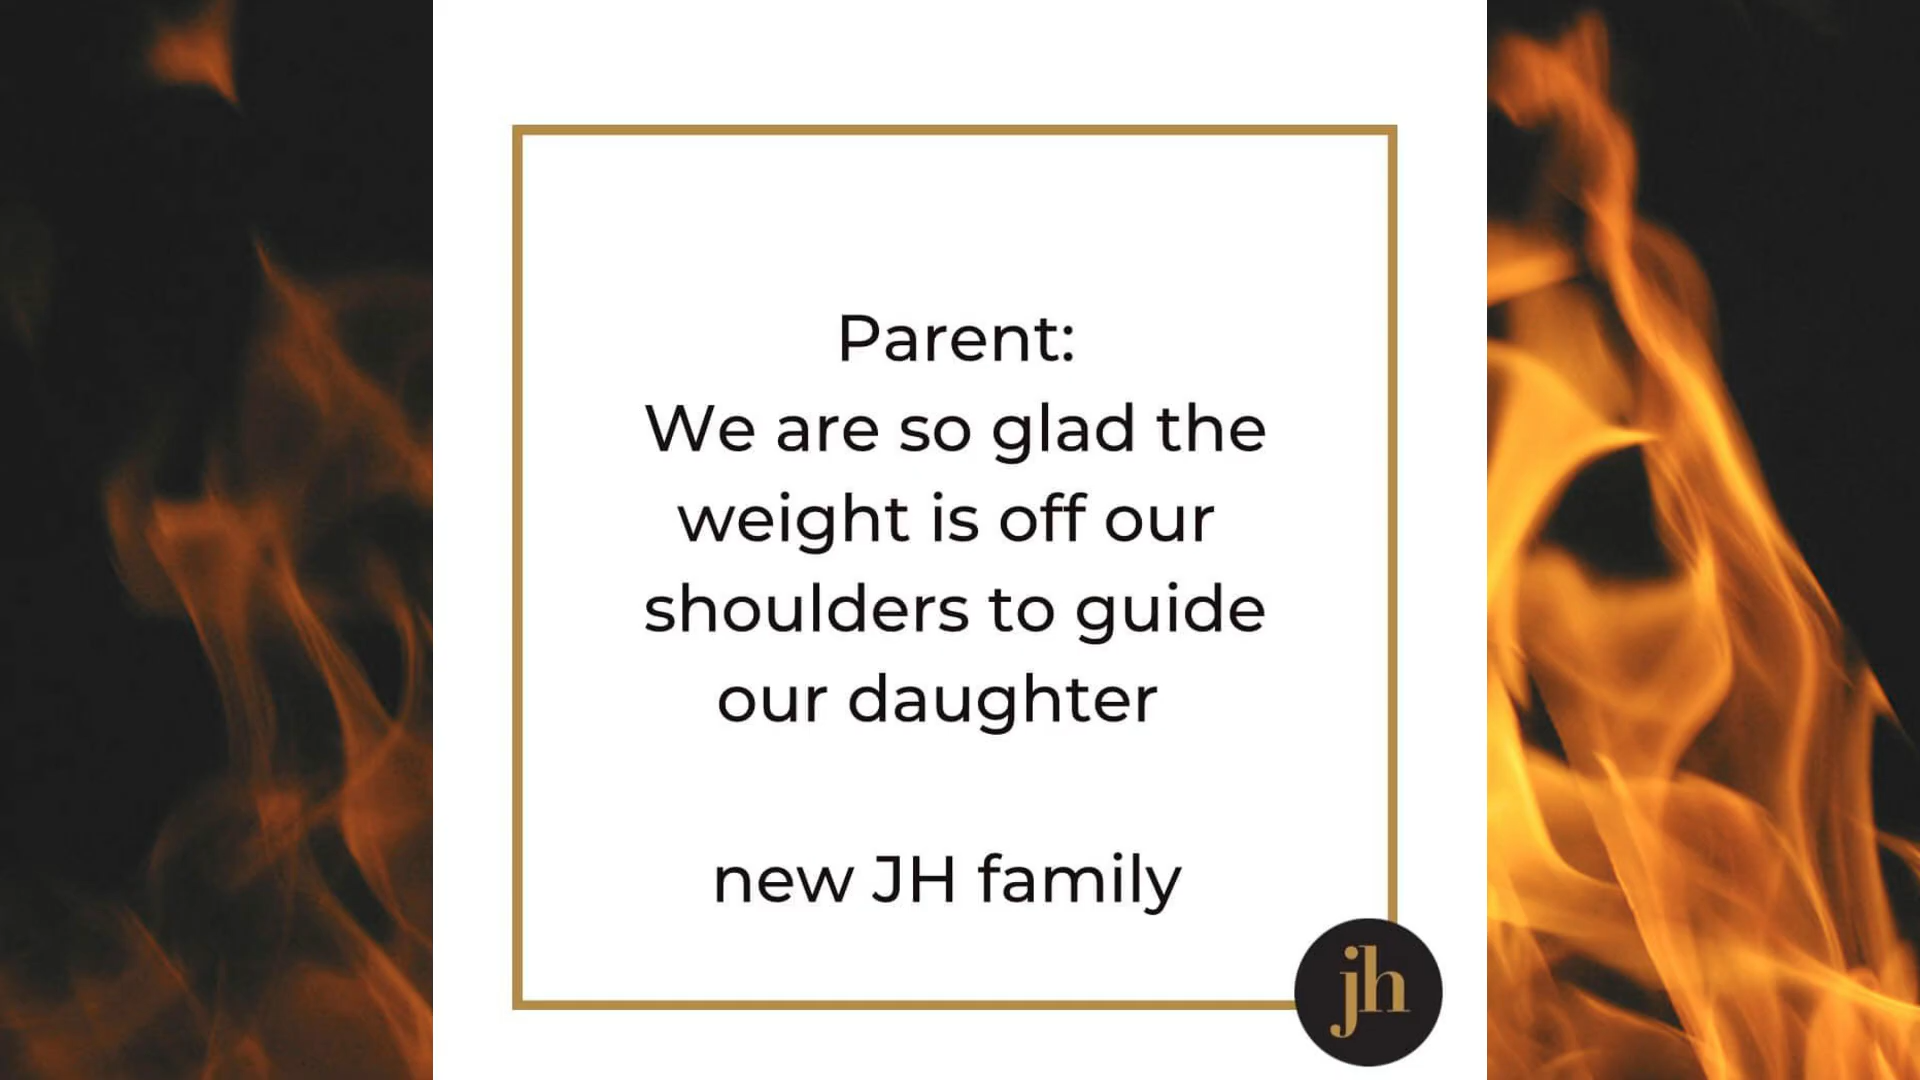 Parent:
We are so glad the
weight is off our
shoulders to guide
our daughter
new JH family
jh